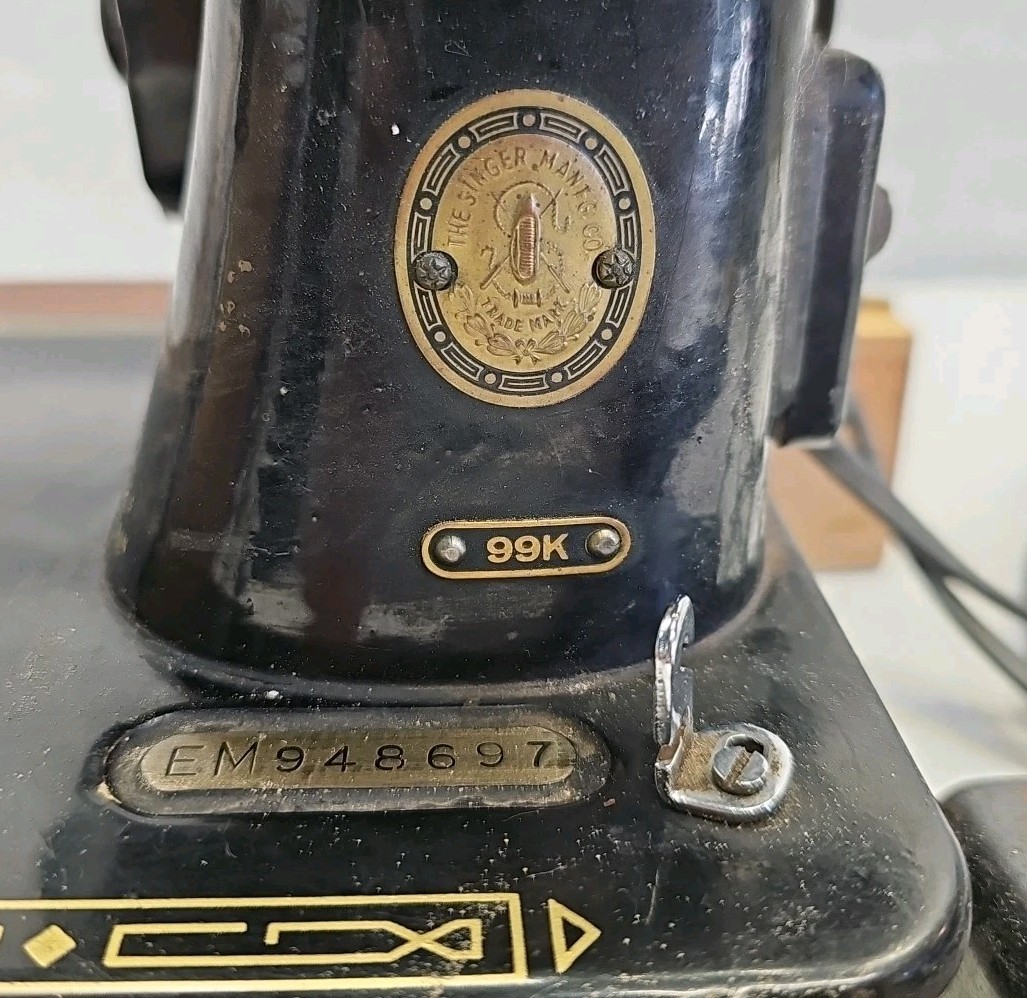 THE SINGER MANFG. CO.
TRADE MARK
99K
EM948697